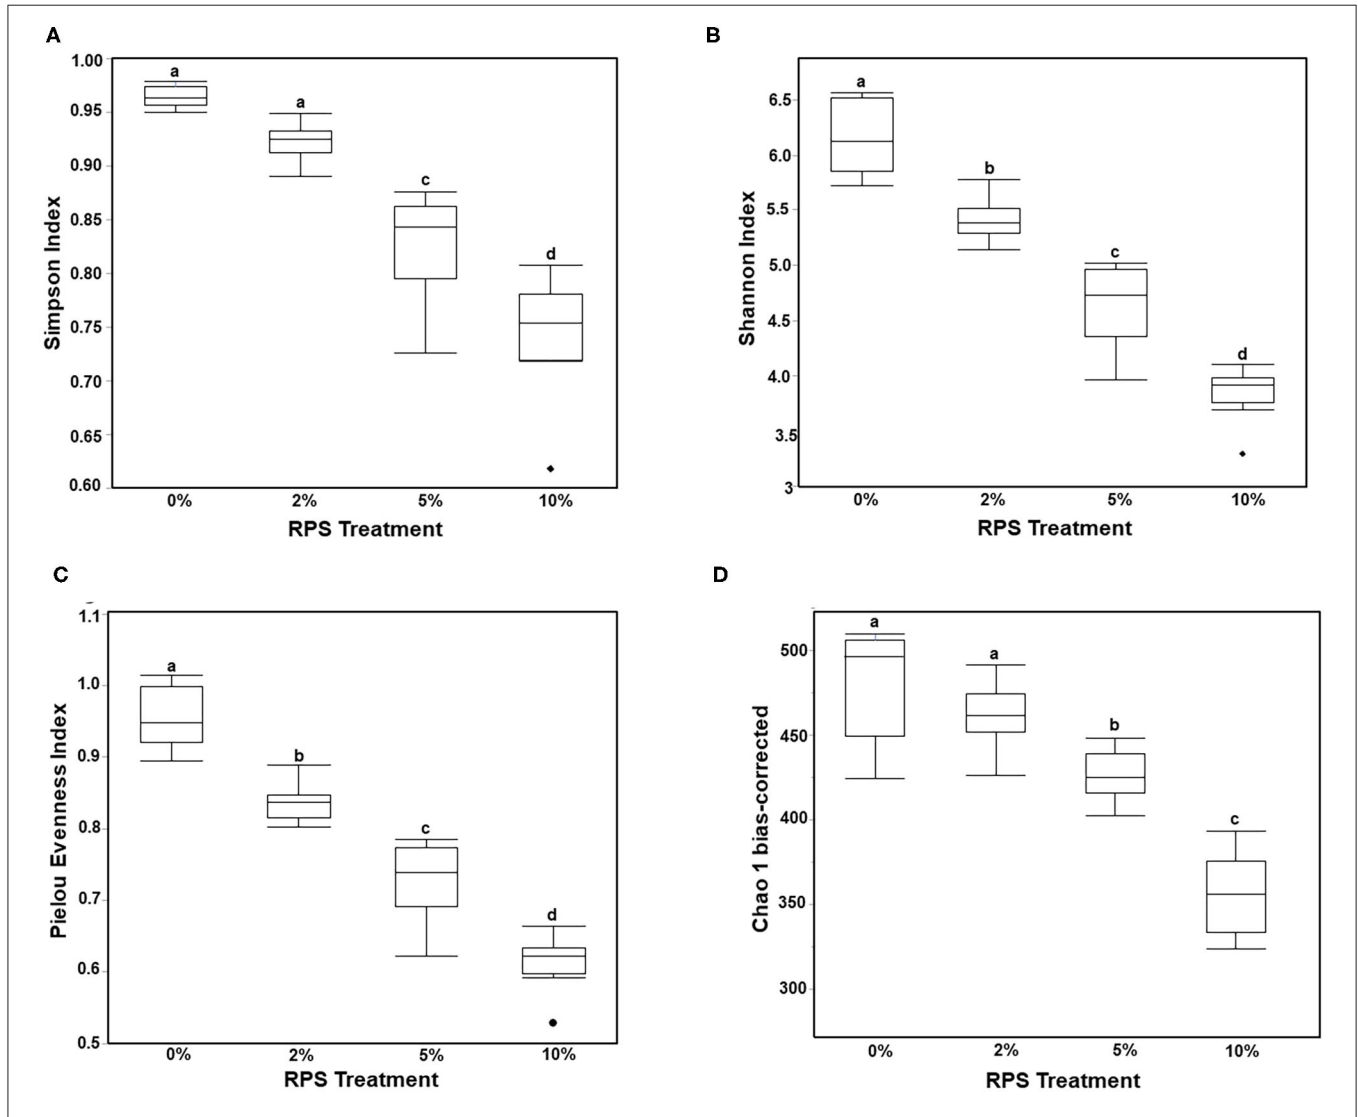 A
1.00
0.95
0.90
0.85
0.80
0.75
0.70
0.65
0.60
Simpson Index
a
a
c
d
0% 2% 5% 10%
RPS Treatment
B
6.5
6.0
5.5
5.0
4.5
4.0
3.5
3
Shannon Index
a
b
c
d
0% 2% 5% 10%
RPS Treatment
C
1.1
1.0
0.9
0.8
0.7
0.6
0.5
Pielou Evenness Index
a
b
c
d
0% 2% 5% 10%
RPS Treatment
D
500
450
400
350
300
Chao 1 bias-corrected
a
a
b
c
0% 2% 5% 10%
RPS Treatment